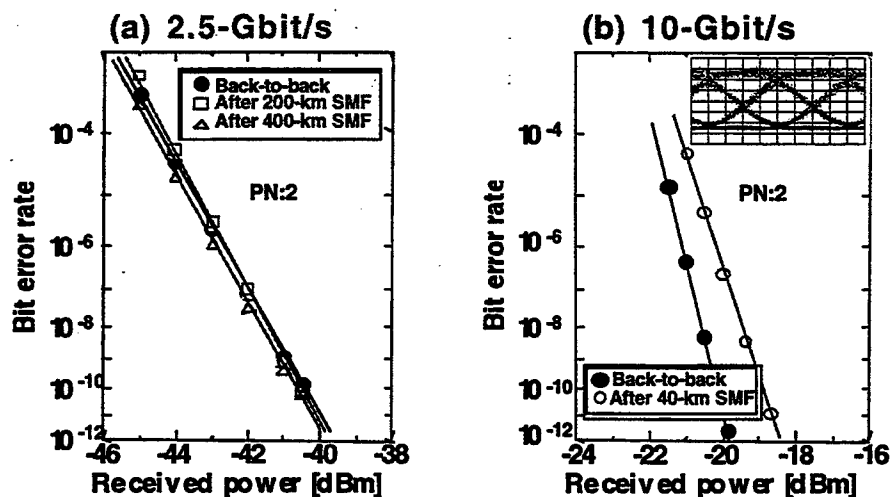 (a) 2.5-Gbit/s
Bit error rate
10-4
10-6
10-8
10-10
10-12
Back-to-back
After 200-km SMF
After 400-km SMF
PN:2
-46 -44 -42 -40 -38
Received power [dBm]
(b) 10-Gbit/s
Bit error rate
10-4
10-6
10-8
10-10
10-12
PN:2
Back-to-back
After 40-km SMF
-24 -22 -20 -18 -16
Received power [dBm]